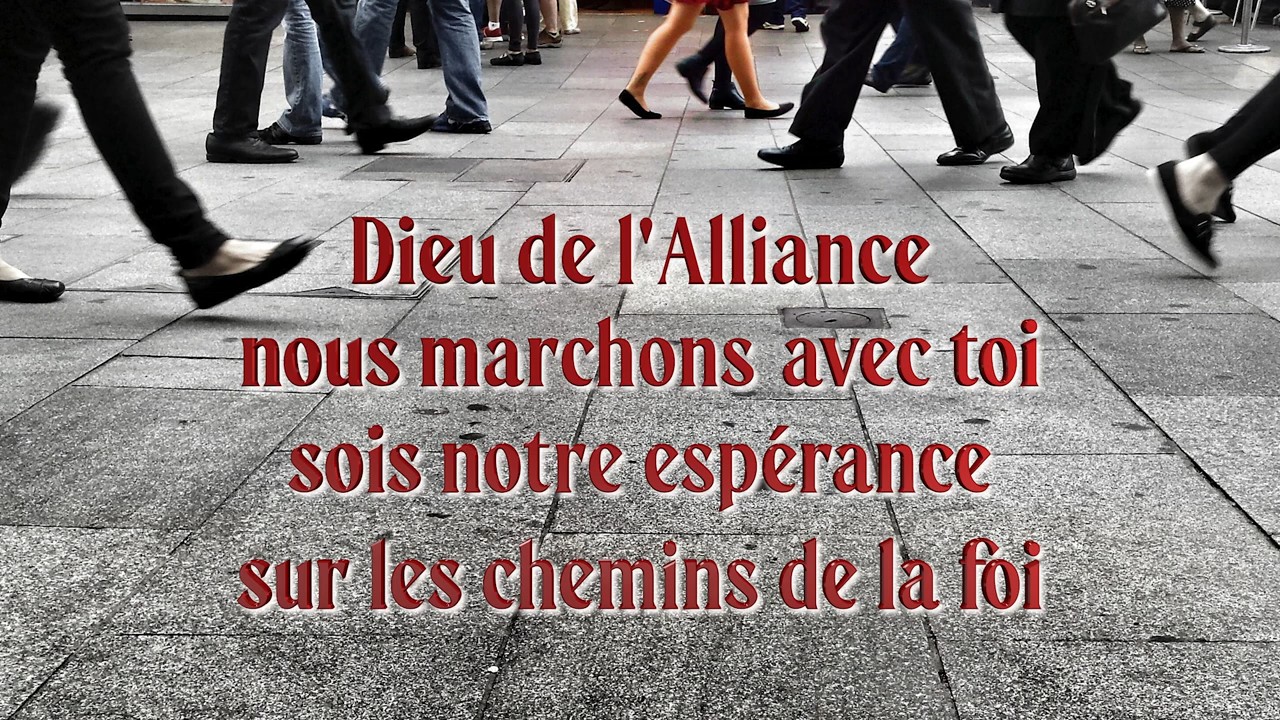 Dieu de l'Alliance
nous marchons avec toi
sois notre espérance
sur les chemins de la foi